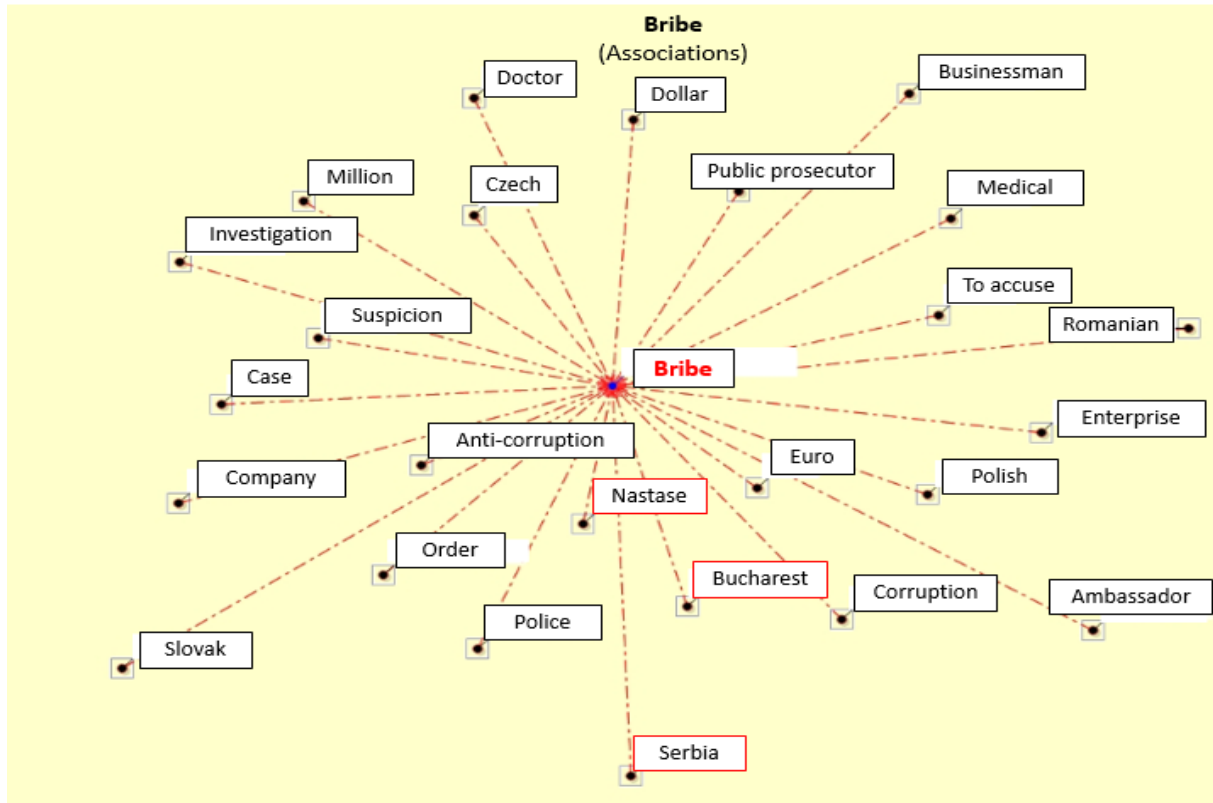 Bribe
(Associations)
Doctor
Dollar
Businessman
Million
Czech
Public prosecutor
Medical
Investigation
Suspicion
To accuse
Romanian
Case
Bribe
Anti-corruption
Enterprise
Company
Euro
Polish
Nastase
Order
Bucharest
Corruption
Ambassador
Police
Slovak
Serbia